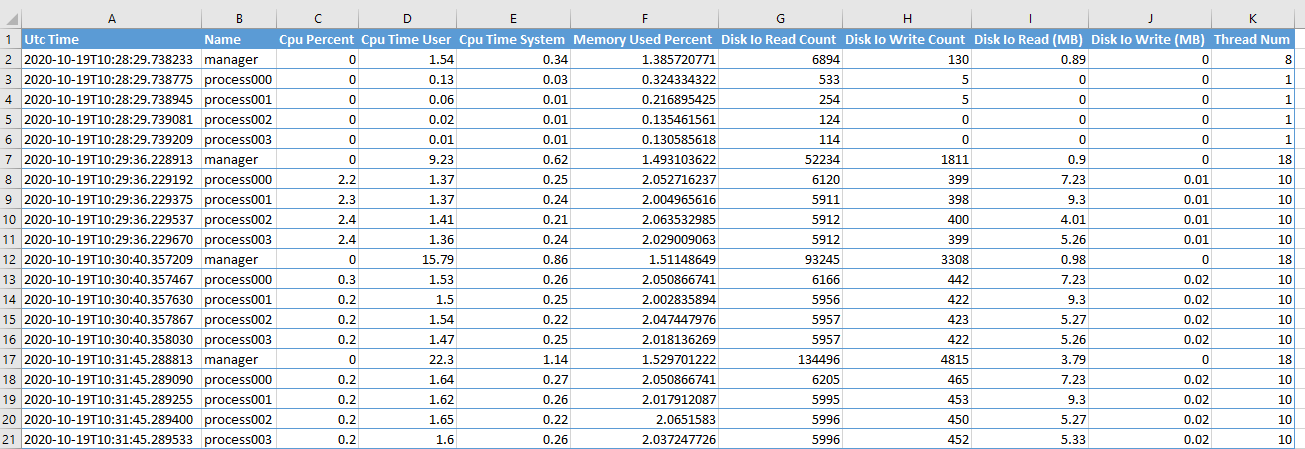 A B C D E F G H I J K
1 Utc Time Name Cpu Percent Cpu Time User Cpu Time System Memory Used Percent Disk Io Read Count Disk Io Write Count Disk Io Read (MB) Disk Io Write (MB) Thread Num
2 2020-10-19T10:28:29.738233 manager 0 1.54 0.34 1.385720771 6894 130 0.89 0 8
3 2020-10-19T10:28:29.738775 process000 0 0.13 0.03 0.324334322 533 5 0 0 1
4 2020-10-19T10:28:29.738945 process001 0 0.06 0.01 0.216895425 254 5 0 0 1
5 2020-10-19T10:28:29.739081 process002 0 0.02 0.01 0.135461561 124 0 0 0 1
6 2020-10-19T10:28:29.739209 process003 0 0.01 0.01 0.130585618 114 0 0 0 1
7 2020-10-19T10:29:36.228913 manager 0 9.23 0.62 1.493103622 52234 1811 0.9 0 18
8 2020-10-19T10:29:36.229192 process000 2.2 1.37 0.25 2.052716237 6120 399 7.23 0.01 10
9 2020-10-19T10:29:36.229375 process001 2.3 1.37 0.24 2.004965616 5911 398 9.3 0.01 10
10 2020-10-19T10:29:36.229537 process002 2.4 1.41 0.21 2.063532985 5912 400 4.01 0.01 10
11 2020-10-19T10:29:36.229670 process003 2.4 1.36 0.24 2.029009063 5912 399 5.26 0.01 10
12 2020-10-19T10:30:40.357209 manager 0 15.79 0.86 1.51148649 93245 3308 0.98 0 18
13 2020-10-19T10:30:40.357467 process000 0.3 1.53 0.26 2.050866741 6166 442 7.23 0.02 10
14 2020-10-19T10:30:40.357630 process001 0.2 1.5 0.25 2.002835894 5956 422 9.3 0.02 10
15 2020-10-19T10:30:40.357867 process002 0.2 1.54 0.22 2.047447976 5957 423 5.27 0.02 10
16 2020-10-19T10:30:40.358030 process003 0.2 1.47 0.25 2.018136269 5957 422 5.26 0.02 10
17 2020-10-19T10:31:45.288813 manager 0 22.3 1.14 1.529701222 134496 4815 3.79 0 18
18 2020-10-19T10:31:45.289090 process000 0.2 1.64 0.27 2.050866741 6205 465 7.23 0.02 10
19 2020-10-19T10:31:45.289255 process001 0.2 1.62 0.26 2.017912087 5995 453 9.3 0.02 10
20 2020-10-19T10:31:45.289400 process002 0.2 1.65 0.22 2.0651583 5996 450 5.27 0.02 10
21 2020-10-19T10:31:45.289533 process003 0.2 1.6 0.26 2.037247726 5996 452 5.33 0.02 10